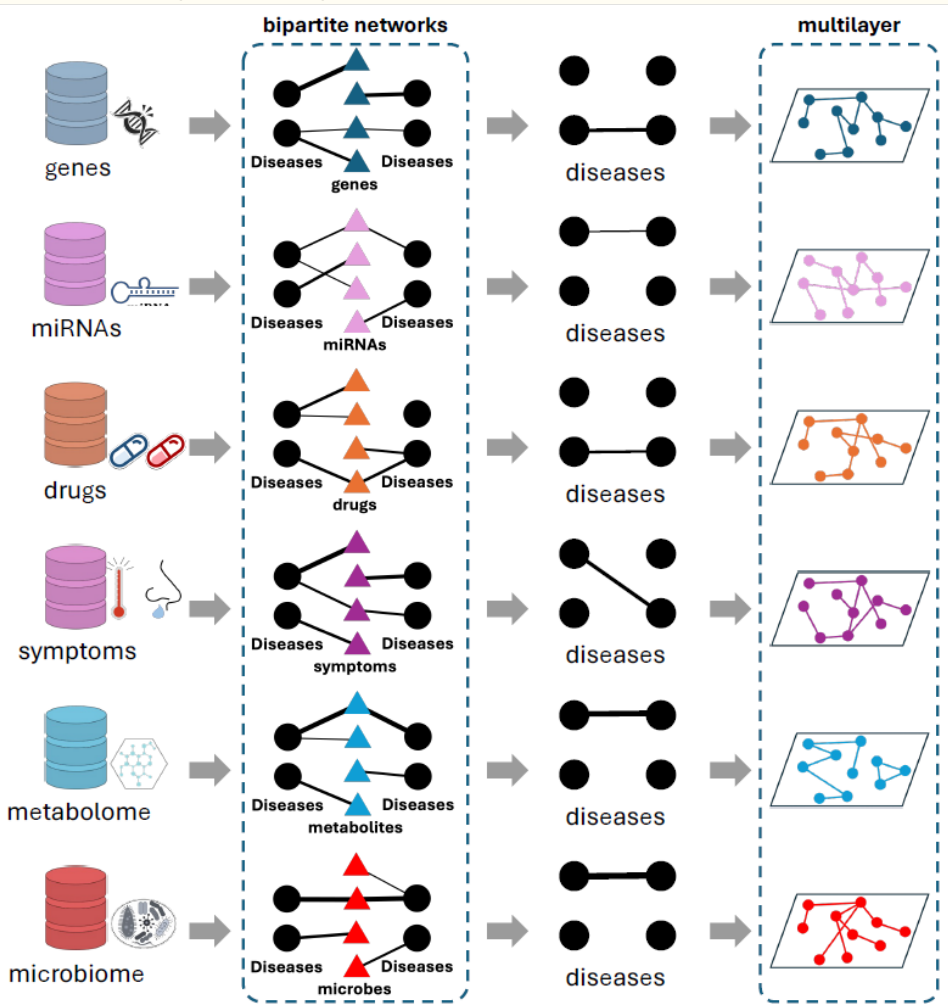 bipartite networks
multilayer
genes
Diseases
Diseases
genes
diseases
miRNAs
Diseases
Diseases
miRNAs
diseases
drugs
Diseases
Diseases
drugs
diseases
symptoms
Diseases
Diseases
symptoms
diseases
metabolome
Diseases
Diseases
metabolites
diseases
microbiome
Diseases
Diseases
microbes
diseases